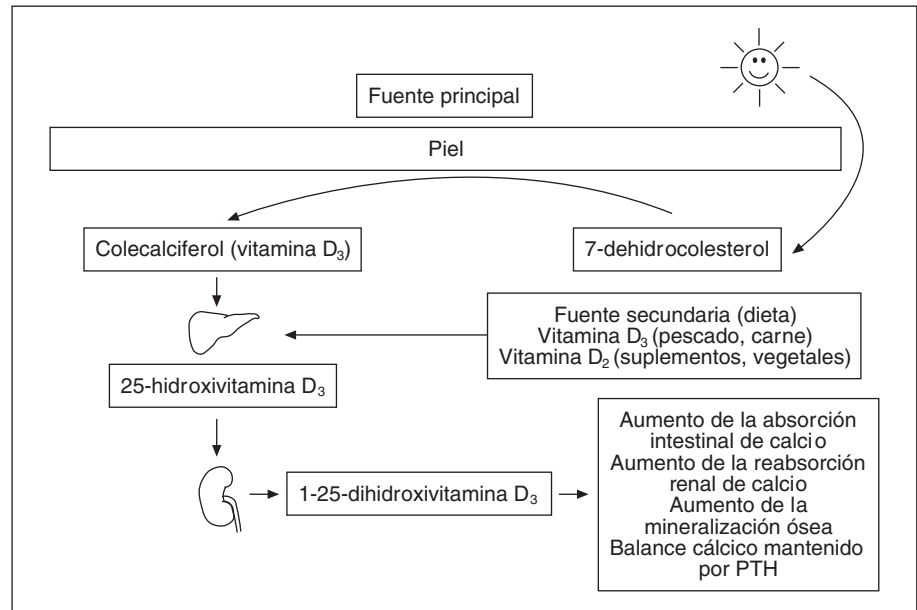 Fuente principal
Piel
Colecalciferol (vitamina D₃)
7-dehidrocolesterol
Fuente secundaria (dieta)
Vitamina D₃ (pescado, carne)
Vitamina D₂ (suplementos, vegetales)
25-hidroxivitamina D₃
1-25-dihidroxivitamina D₃
Aumento de la absorción
intestinal de calcio
Aumento de la reabsorción
renal de calcio
Aumento de la
mineralización ósea
Balance cálcico mantenido
por PTH